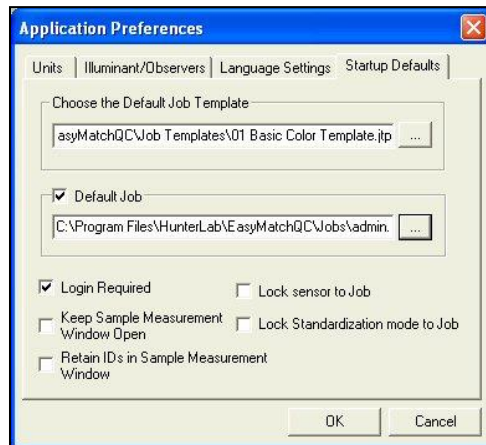 Application Preferences
Units
Illuminant/Observers
Language Settings
Startup Defaults
Choose the Default Job Template
asyMatchQC\Job Templates\01 Basic Color Template.jtp
...
Default Job
C:\Program Files\HunterLab\EasyMatchQC\Jobs\admin.
...
Login Required
Lock sensor to Job
Keep Sample Measurement
Window Open
Lock Standardization mode to Job
Retain IDs in Sample Measurement
Window
OK
Cancel